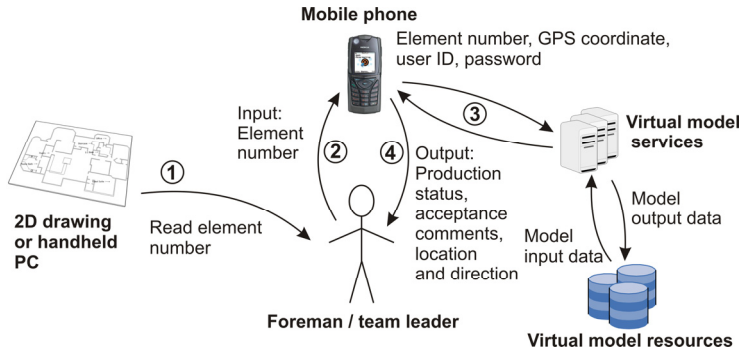 Mobile phone
Element number, GPS coordinate,
user ID, password
Input:
Element
number
2
4
3
Output:
Production
status,
acceptance
comments,
location
and direction
Virtual model
services
1
2D drawing
or handheld
PC
Read element
number
Model
output data
Model
input data
Foreman / team leader
Virtual model resources